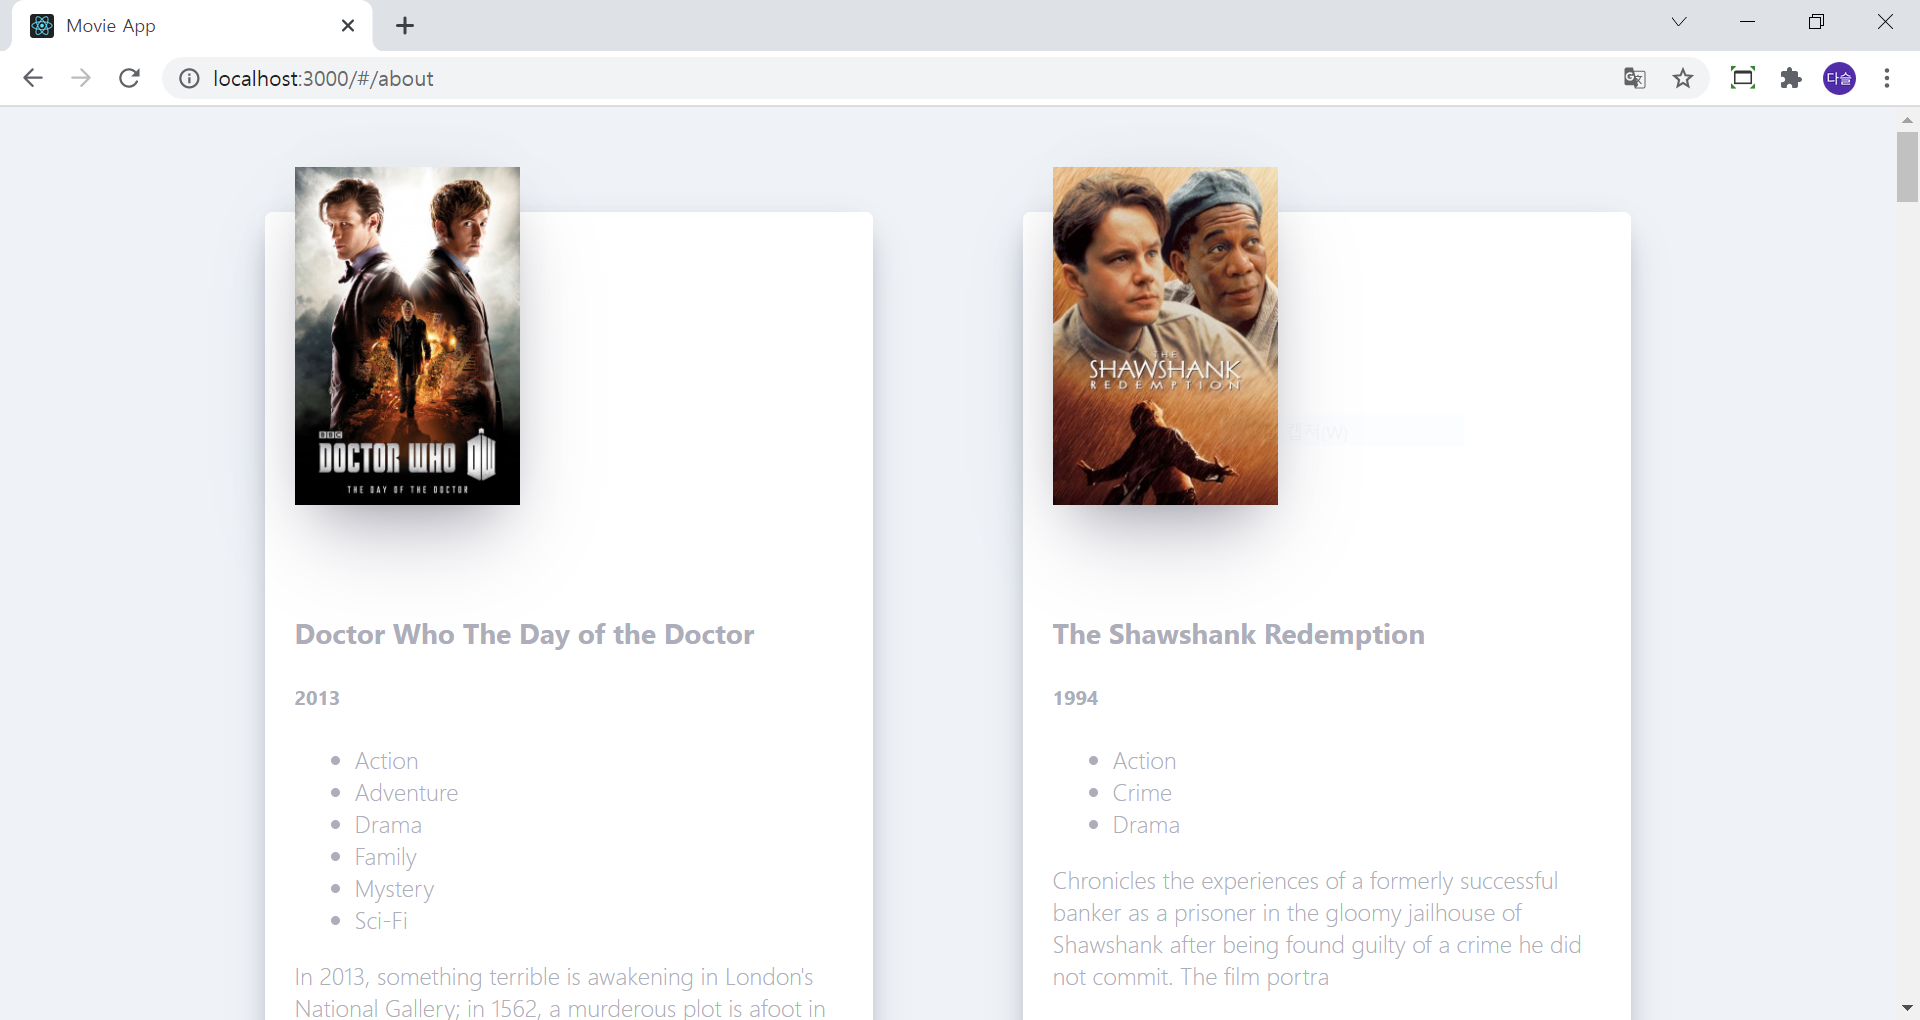 Movie App
localhost:3000/#/about
다슬
BBC
DOCTOR WHO DW
THE DAY OF THE DOCTOR
THE
SHAWSHANK
REDEMPTION
캡처(W)
Doctor Who The Day of the Doctor
2013
Action
Adventure
Drama
Family
Mystery
Sci-Fi
In 2013, something terrible is awakening in London's
National Gallery; in 1562, a murderous plot is afoot in
The Shawshank Redemption
1994
Action
Crime
Drama
Chronicles the experiences of a formerly successful
banker as a prisoner in the gloomy jailhouse of
Shawshank after being found guilty of a crime he did
not commit. The film portra